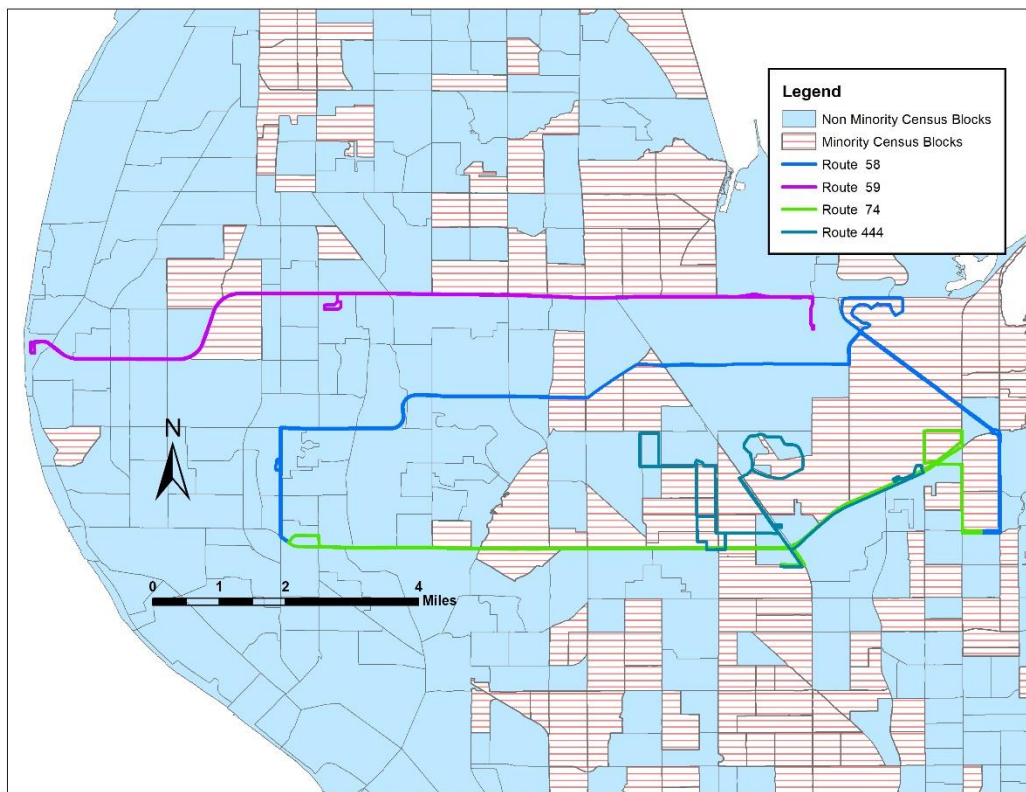 Legend
Non Minority Census Blocks
Minority Census Blocks
Route 58
Route 59
Route 74
Route 444
N
0 1 2 4
Miles